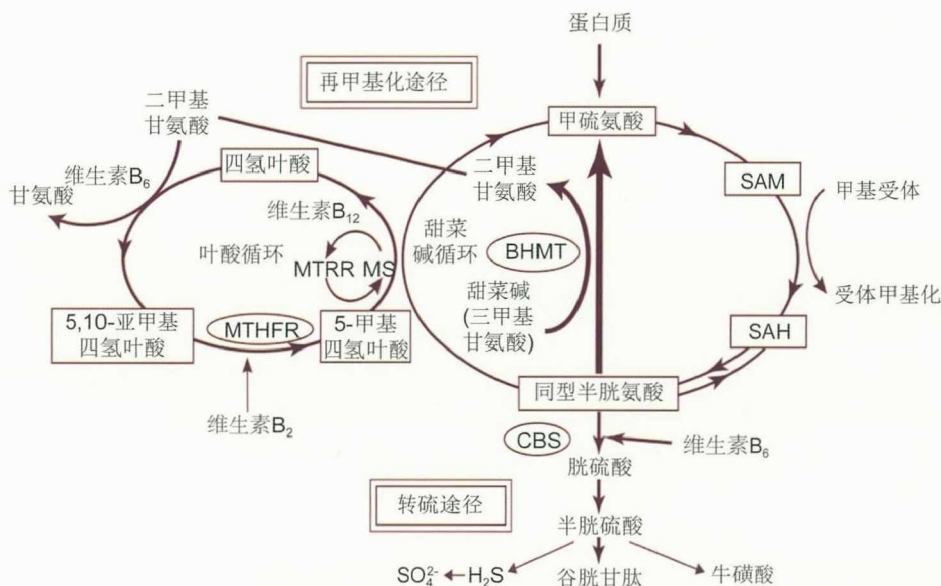 蛋白质
再甲基化途径
二甲基
甘氨酸
甲硫氨酸
维生素B₆
甘氨酸
四氢叶酸
二甲基
甘氨酸
SAM
甲基受体
维生素B₁₂
叶酸循环
MTRR MS
甜菜
碱循环
BHMT
甜菜碱
(三甲基
甘氨酸)
受体甲基化
5,10-亚甲基
四氢叶酸
MTHFR
5-甲基
四氢叶酸
SAH
同型半胱氨酸
维生素B₂
CBS
维生素B₆
胱硫酸
转硫途径
半胱硫酸
SO₄²⁻
H₂S
谷胱甘肽
牛磺酸